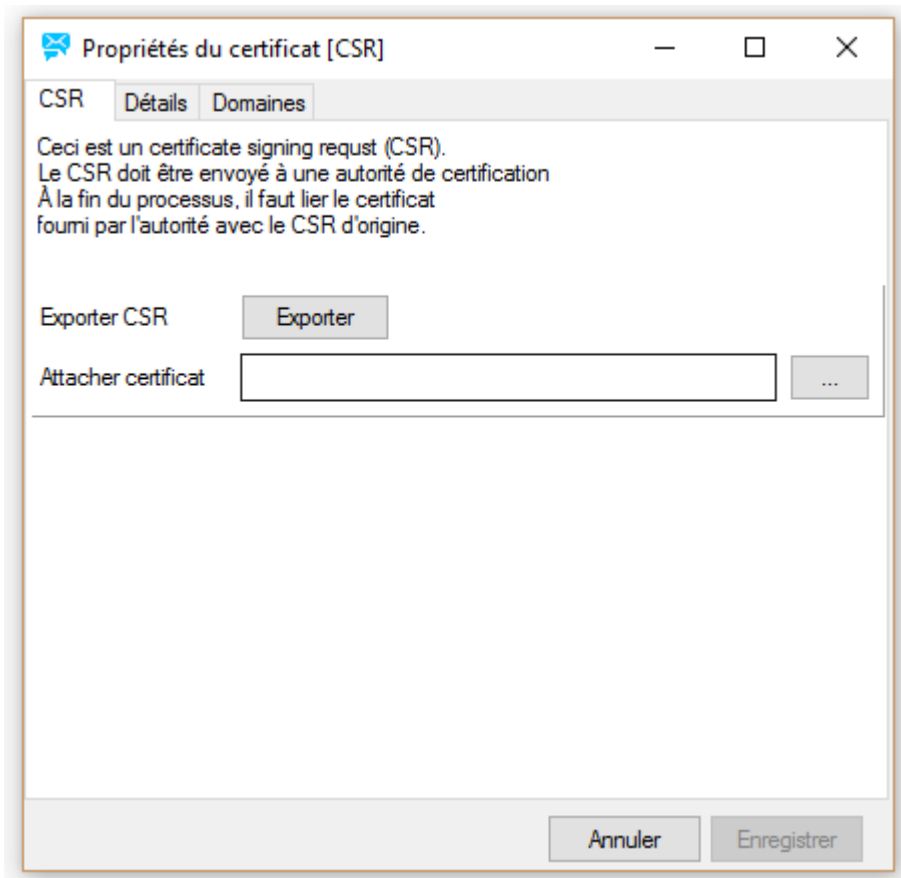 Propriétés du certificat [CSR]
CSR Détails Domaines
Ceci est un certificate signing requst (CSR).
Le CSR doit être envoyé à une autorité de certification
À la fin du processus, il faut lier le certificat
fourni par l'autorité avec le CSR d'origine.
Exporter CSR Exporter
Attacher certificat ...
Annuler Enregistrer